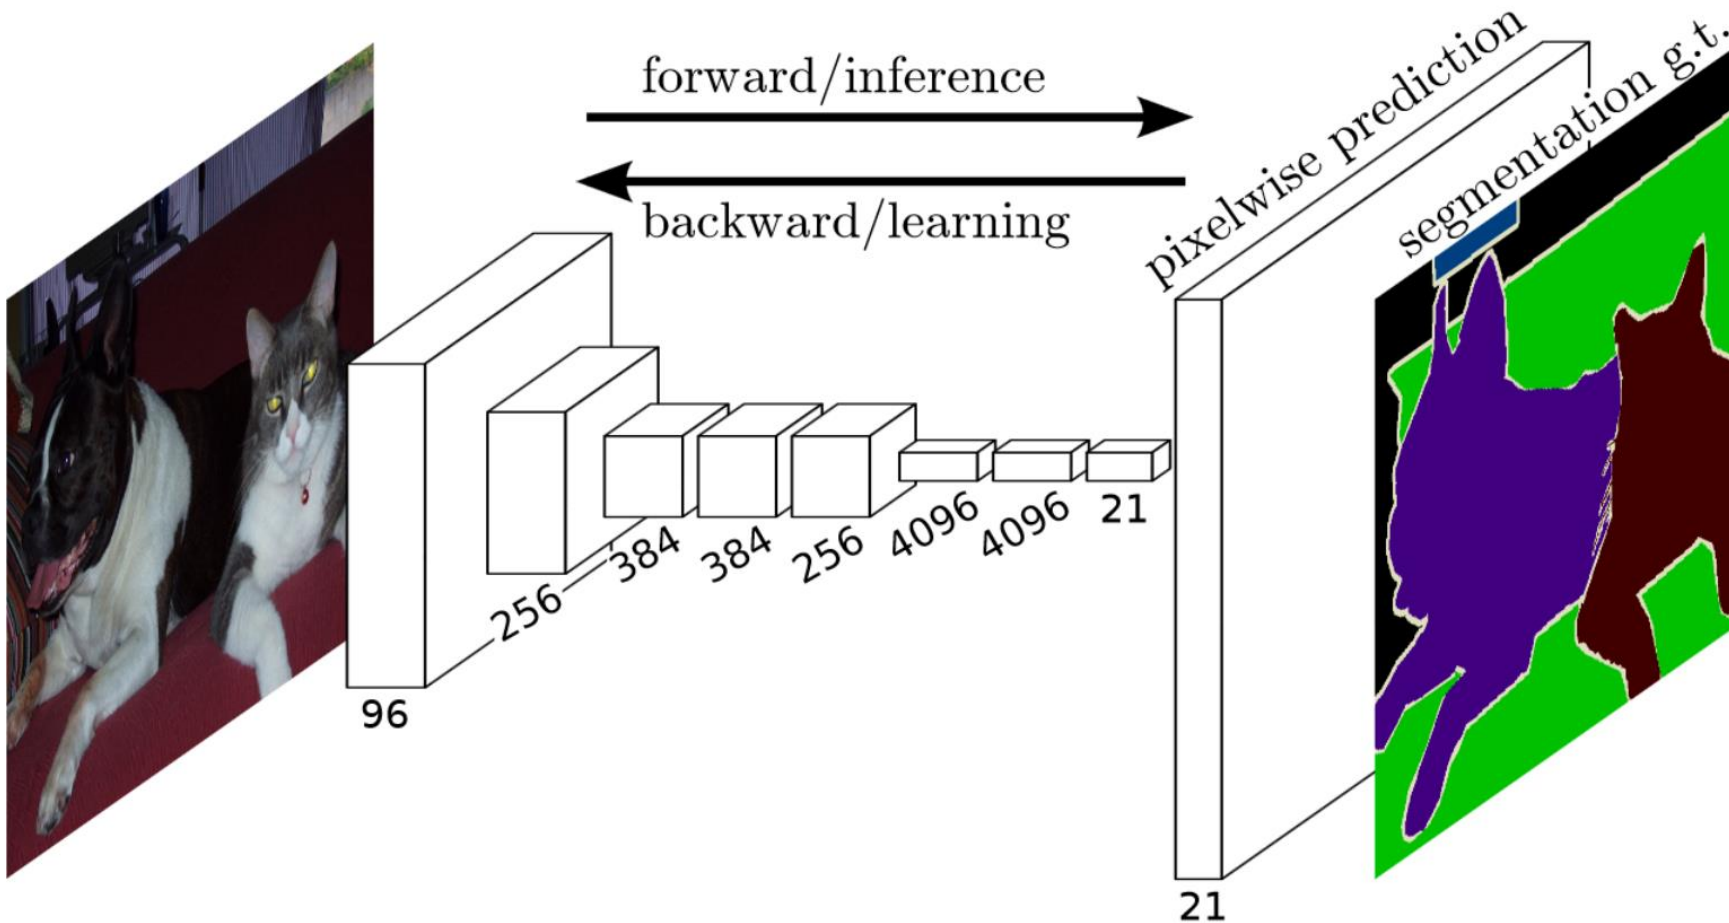 forward/inference
backward/learning
pixelwise prediction
segmentation g.t.
96
256
384
384
256
4096
4096
21
21